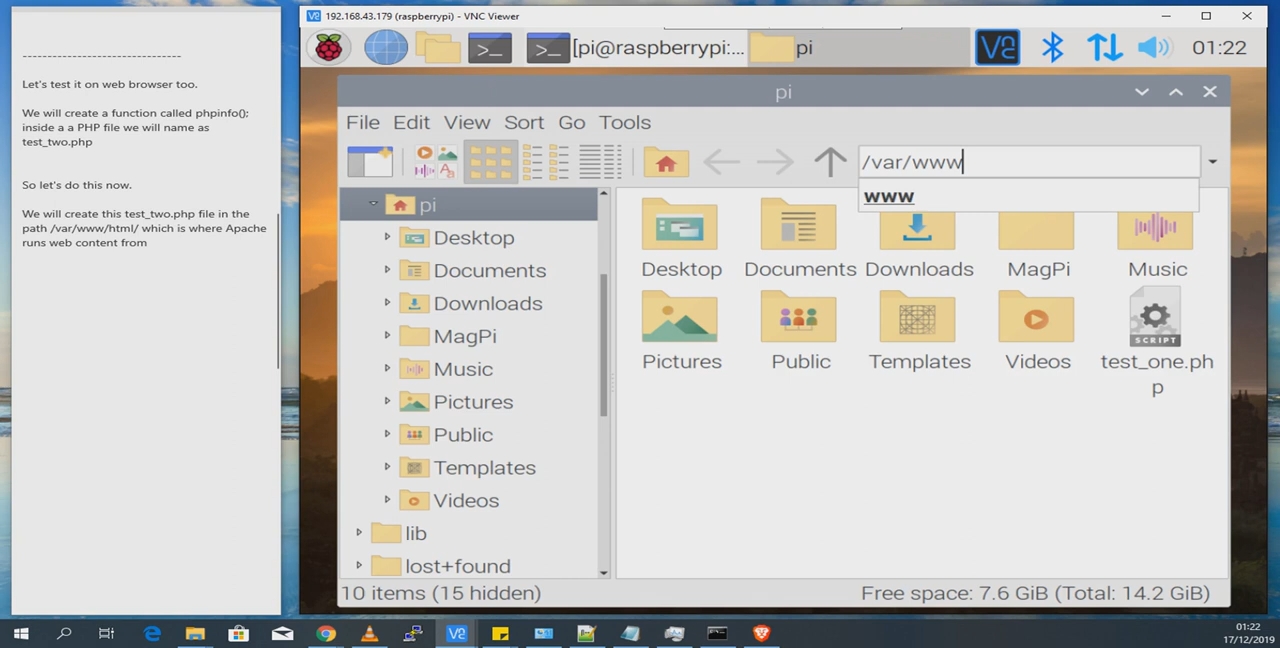 --------------------------------
Let's test it on web browser too.
We will create a function called phpinfo();
inside a a PHP file we will name as
test_two.php
So let's do this now.
We will create this test_two.php file in the
path /var/www/html/ which is where Apache
runs web content from
192.168.43.179 (raspberrypi) - VNC Viewer
[pi@raspberrypi:... pi 01:22
pi
File Edit View Sort Go Tools
/var/www
www
pi
Desktop
Documents
Downloads
MagPi
Music
Pictures
Public
Templates
Videos
lib
lost+found
Desktop Documents Downloads MagPi Music
Pictures Public Templates Videos test_one.ph
p
SCRIPT
10 items (15 hidden) Free space: 7.6 GiB (Total: 14.2 GiB)
01:22
17/12/2019